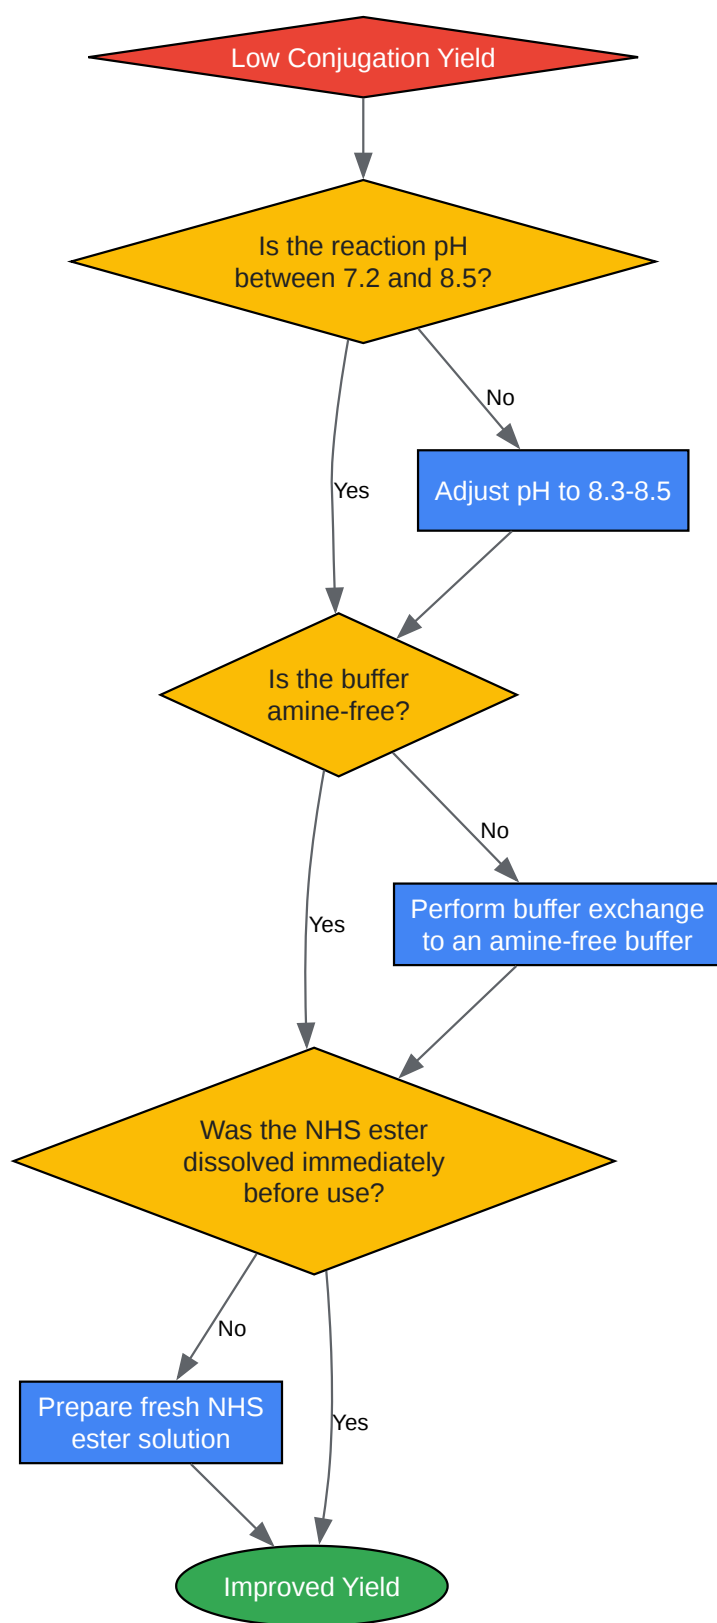 Low Conjugation Yield
Is the reaction pH
between 7.2 and 8.5?
No
Yes
Adjust pH to 8.3-8.5
Is the buffer
amine-free?
No
Yes
Perform buffer exchange
to an amine-free buffer
Was the NHS ester
dissolved immediately
before use?
No
Prepare fresh NHS
ester solution
Yes
Improved Yield